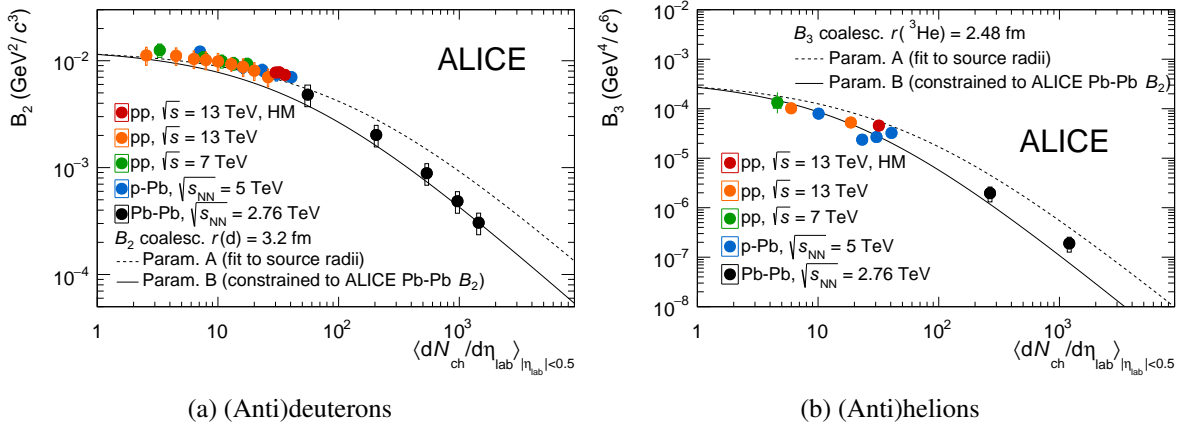 B₂ (GeV²/c³)
10⁻²
10⁻³
10⁻⁴
ALICE
pp, √s = 13 TeV, HM
pp, √s = 13 TeV
pp, √s = 7 TeV
p-Pb, √s_NN = 5 TeV
Pb-Pb, √s_NN = 2.76 TeV
B₂ coalesc. r(d) = 3.2 fm
Param. A (fit to source radii)
Param. B (constrained to ALICE Pb-Pb B₂)
1 10 10² 10³
⟨dN_ch/dη_lab⟩_|η_lab|<0.5
(a) (Anti)deuterons
B₃ (GeV⁴/c⁶)
10⁻²
10⁻³
10⁻⁴
10⁻⁵
10⁻⁶
10⁻⁷
10⁻⁸
B₃ coalesc. r(³He) = 2.48 fm
Param. A (fit to source radii)
Param. B (constrained to ALICE Pb-Pb B₂)
ALICE
pp, √s = 13 TeV, HM
pp, √s = 13 TeV
pp, √s = 7 TeV
p-Pb, √s_NN = 5 TeV
Pb-Pb, √s_NN = 2.76 TeV
1 10 10² 10³
⟨dN_ch/dη_lab⟩_|η_lab|<0.5
(b) (Anti)helions